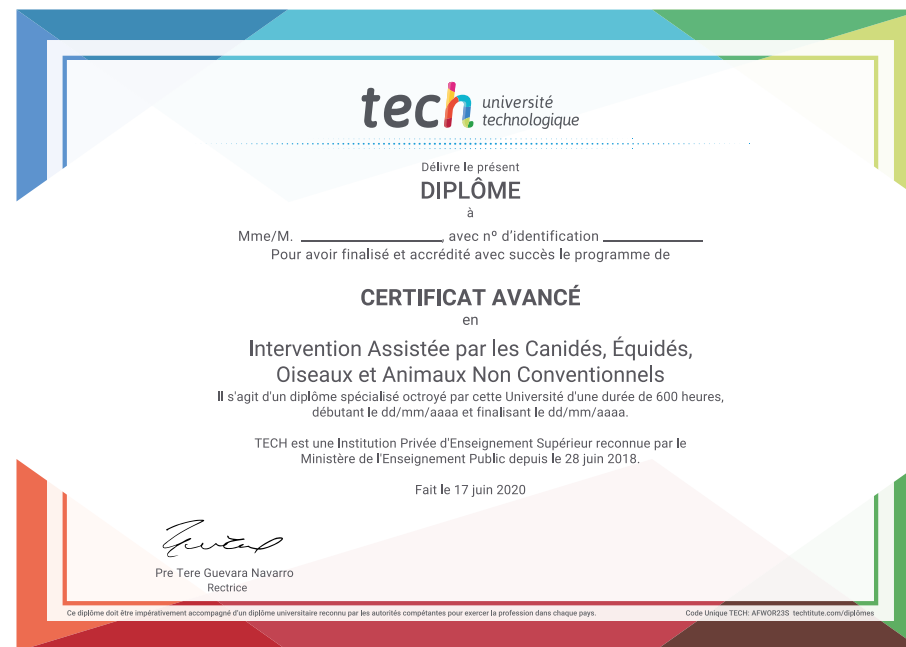 tech université
technologique
Délivre le présent
DIPLÔME
à
Mme/M. ____________________, avec nº d'identification ______________
Pour avoir finalisé et accrédité avec succès le programme de
CERTIFICAT AVANCÉ
en
Intervention Assistée par les Canidés, Équidés,
Oiseaux et Animaux Non Conventionnels
Il s'agit d'un diplôme spécialisé octroyé par cette Université d'une durée de 600 heures,
débutant le dd/mm/aaaa et finalisant le dd/mm/aaaa.
TECH est une Institution Privée d'Enseignement Supérieur reconnue par le
Ministère de l'Enseignement Public depuis le 28 juin 2018.
Fait le 17 juin 2020
Pre Tere Guevara Navarro
Rectrice
Ce diplôme doit être impérativement accompagné d'un diplôme universitaire reconnu par les autorités compétantes pour exercer la profession dans chaque pays.
Code Unique TECH: AFWOR23S techtitute.com/diplômes